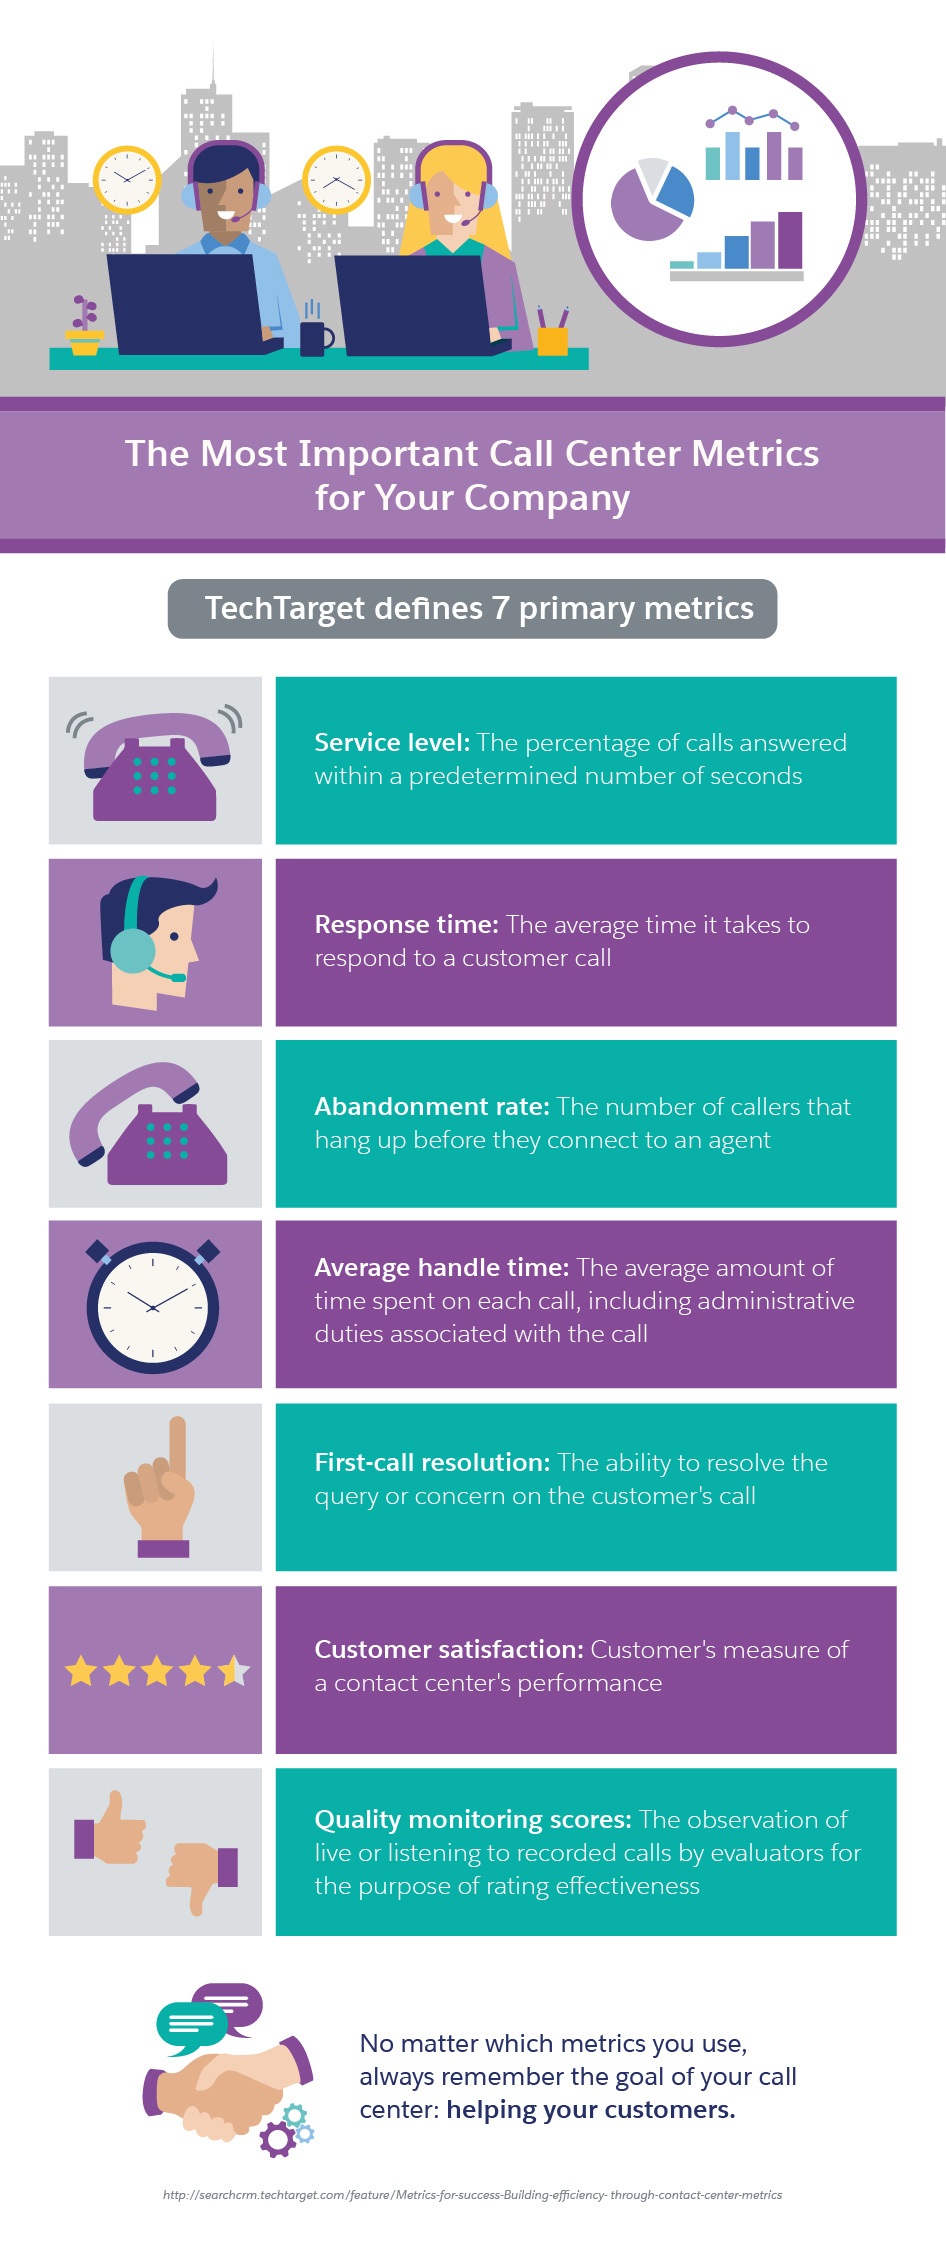 The Most Important Call Center Metrics
for Your Company
TechTarget defines 7 primary metrics
Service level: The percentage of calls answered
within a predetermined number of seconds
Response time: The average time it takes to
respond to a customer call
Abandonment rate: The number of callers that
hang up before they connect to an agent
Average handle time: The average amount of
time spent on each call, including administrative
duties associated with the call
First-call resolution: The ability to resolve the
query or concern on the customer's call
Customer satisfaction: Customer's measure of
a contact center's performance
Quality monitoring scores: The observation of
live or listening to recorded calls by evaluators for
the purpose of rating effectiveness
No matter which metrics you use,
always remember the goal of your call
center: helping your customers.
http://searchcrm.techtarget.com/feature/Metrics-for-success-Building-efficiency- through-contact-center-metrics